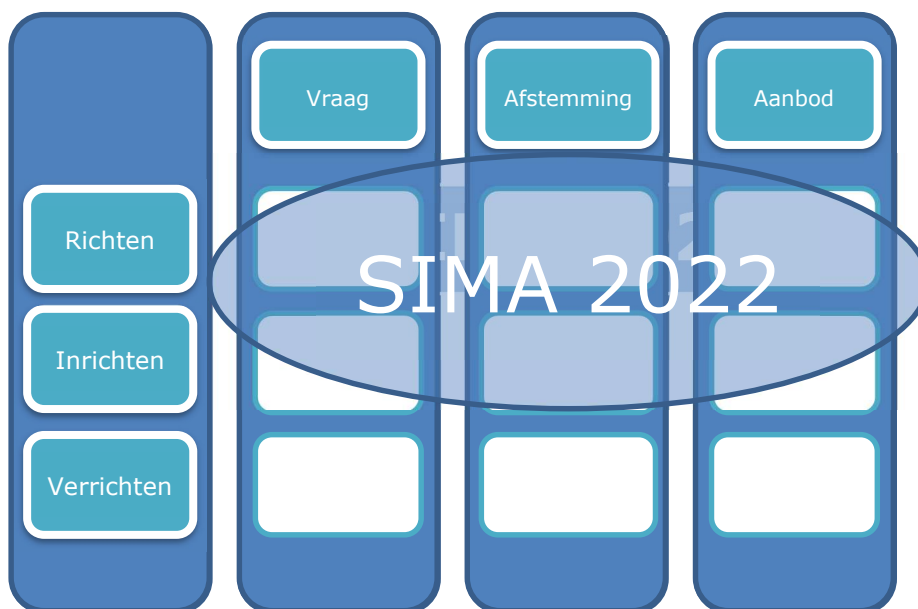 Vraag
Afstemming
Aanbod
Richten
SIMA 2022
Inrichten
Verrichten